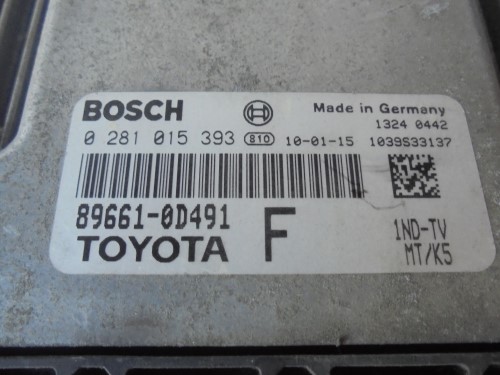 BOSCH Made in Germany
1324 0442
0 281 015 393 810 10-01-15 1039S33137
89661-0D491 F 1ND-TV
TOYOTA MT/K5